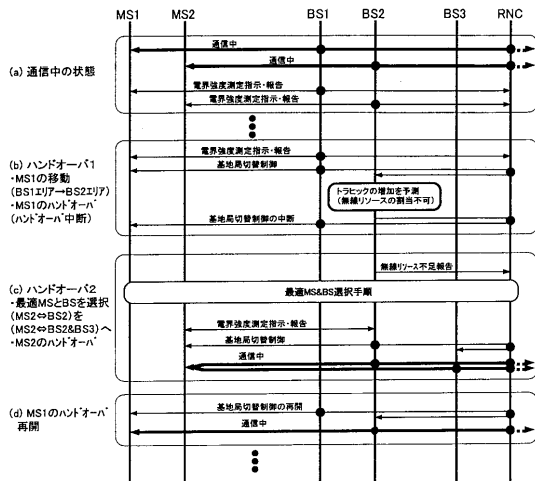 MS1 MS2 BS1 BS2 BS3 RNC
(a) 通信中の状態
通信中
通信中
電界強度測定指示・報告
電界強度測定指示・報告
(b) ハンドオーバ1
・MS1の移動
(BS1エリア→BS2エリア)
・MS1のハンドオーバ
(ハンドオーバ中断)
電界強度測定指示・報告
基地局切替制御
トラヒックの増加を予測
(無線リソースの割当不可)
基地局切替制御の中断
(c) ハンドオーバ2
・最適MSとBSを選択
(MS2⇔BS2)を
(MS2⇔BS2&BS3)へ
・MS2のハンドオーバ
無線リソース不足報告
最適MS&BS選択手順
電界強度測定指示・報告
基地局切替制御
通信中
(d) MS1のハンドオーバ
再開
基地局切替制御の再開
通信中